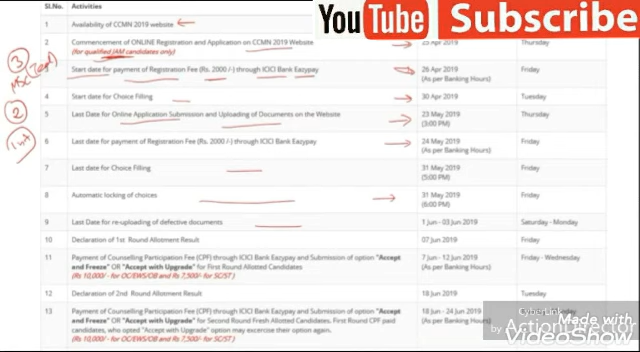 Sl.No. Activities
You Tube Subscribe
1 Availability of CCMN 2019 website
2 Commencement of ONLINE Registration and Application on CCMN 2019 Website 25 Apr 2019 Thursday
(for qualified JAM candidates only)
3 Start date for payment of Registration Fee (Rs. 2000 /-) through ICICI Bank Eazypay 26 Apr 2019 Friday
(As per Banking Hours)
4 Start date for Choice Filling 30 Apr 2019 Tuesday
5 Last Date for Online Application Submission and Uploading of Documents on the Website 23 May 2019 Thursday
(3:00 PM)
6 Last date for payment of Registration Fee (Rs. 2000 /-) through ICICI Bank Eazypay 24 May 2019 Friday
(As per Banking Hours)
7 Last date for Choice Filling 31 May 2019 Friday
(5:00 PM)
8 Automatic locking of choices 31 May 2019 Friday
(6:00 PM)
9 Last Date for re-uploading of defective documents 1 Jun - 03 Jun 2019 Saturday - Monday
10 Declaration of 1st Round Allotment Result 07 Jun 2019 Friday
11 Payment of Counselling Participation Fee (CPF) through ICICI Bank Eazypay and Submission of option "Accept 7 Jun - 12 Jun 2019 Friday - Wednesday
and Freeze" OR "Accept with Upgrade" for First Round Allotted Candidates (As per Banking Hours)
(Rs 10,000/- for OC/EWS/OB and Rs 7,500/- for SC/ST)
12 Declaration of 2nd Round Allotment Result 18 Jun 2019 Tuesday
13 Payment of Counselling Participation Fee (CPF) through ICICI Bank Eazypay and Submission of option "Accept 18 Jun - 24 Jun 2019
and Freeze" OR "Accept with Upgrade" for Second Round Fresh Allotted Candidates. First Round CPF paid (As per Banking Hours)
candidates, who opted "Accept with Upgrade" option may excercise their option again.
(Rs 10,000/- for OC/EWS/OB and Rs 7,500/- for SC/ST)
3
2
CyberLink
by ActionDirector
Made with
VideoShow